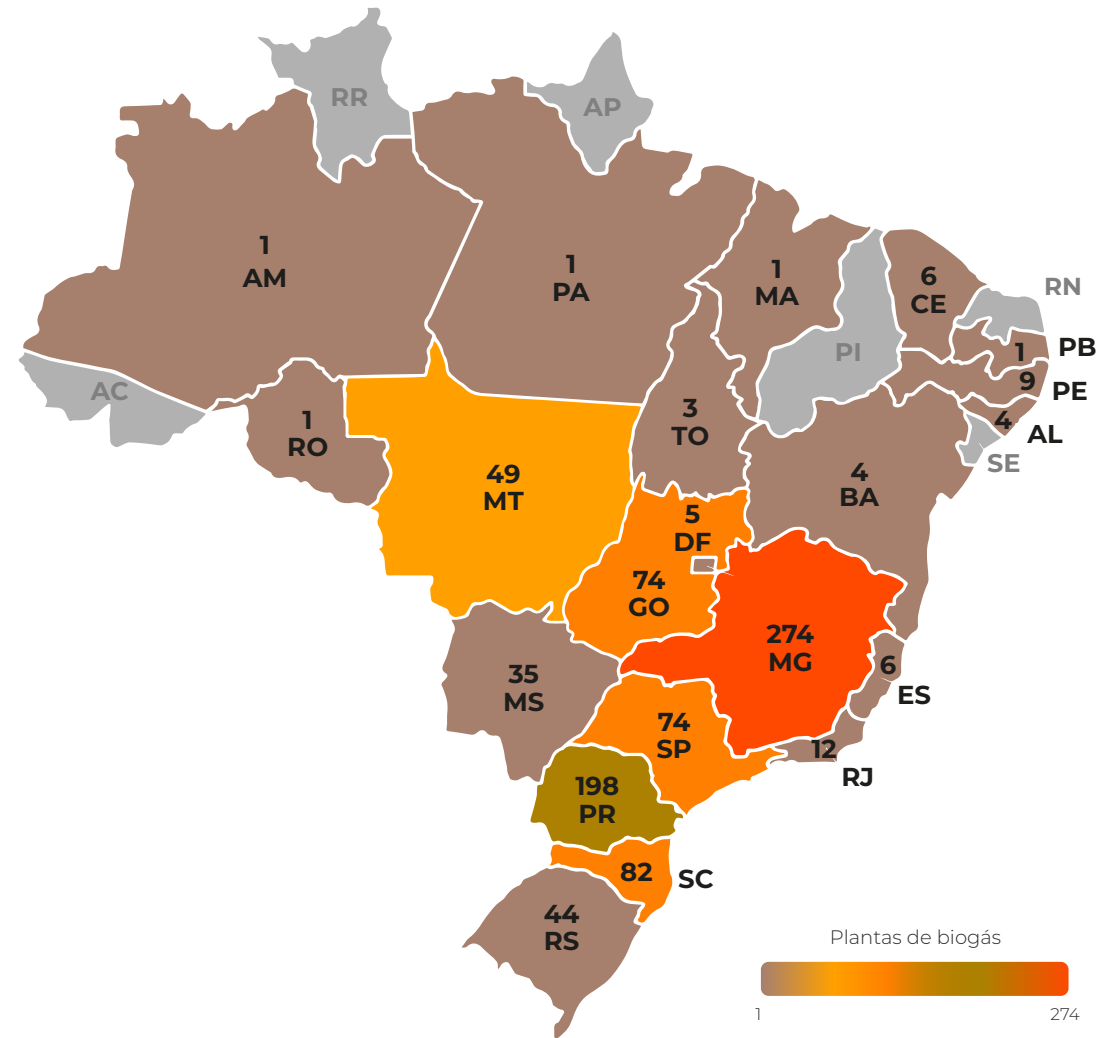 RR
AP
1
AM
1
PA
1
MA
6
CE
RN
PI
1
PB
9
PE
4
AL
SE
AC
1
RO
3
TO
49
MT
4
BA
5
DF
74
GO
274
MG
6
ES
35
MS
74
SP
12
RJ
198
PR
82
SC
44
RS
Plantas de biogás
1
274